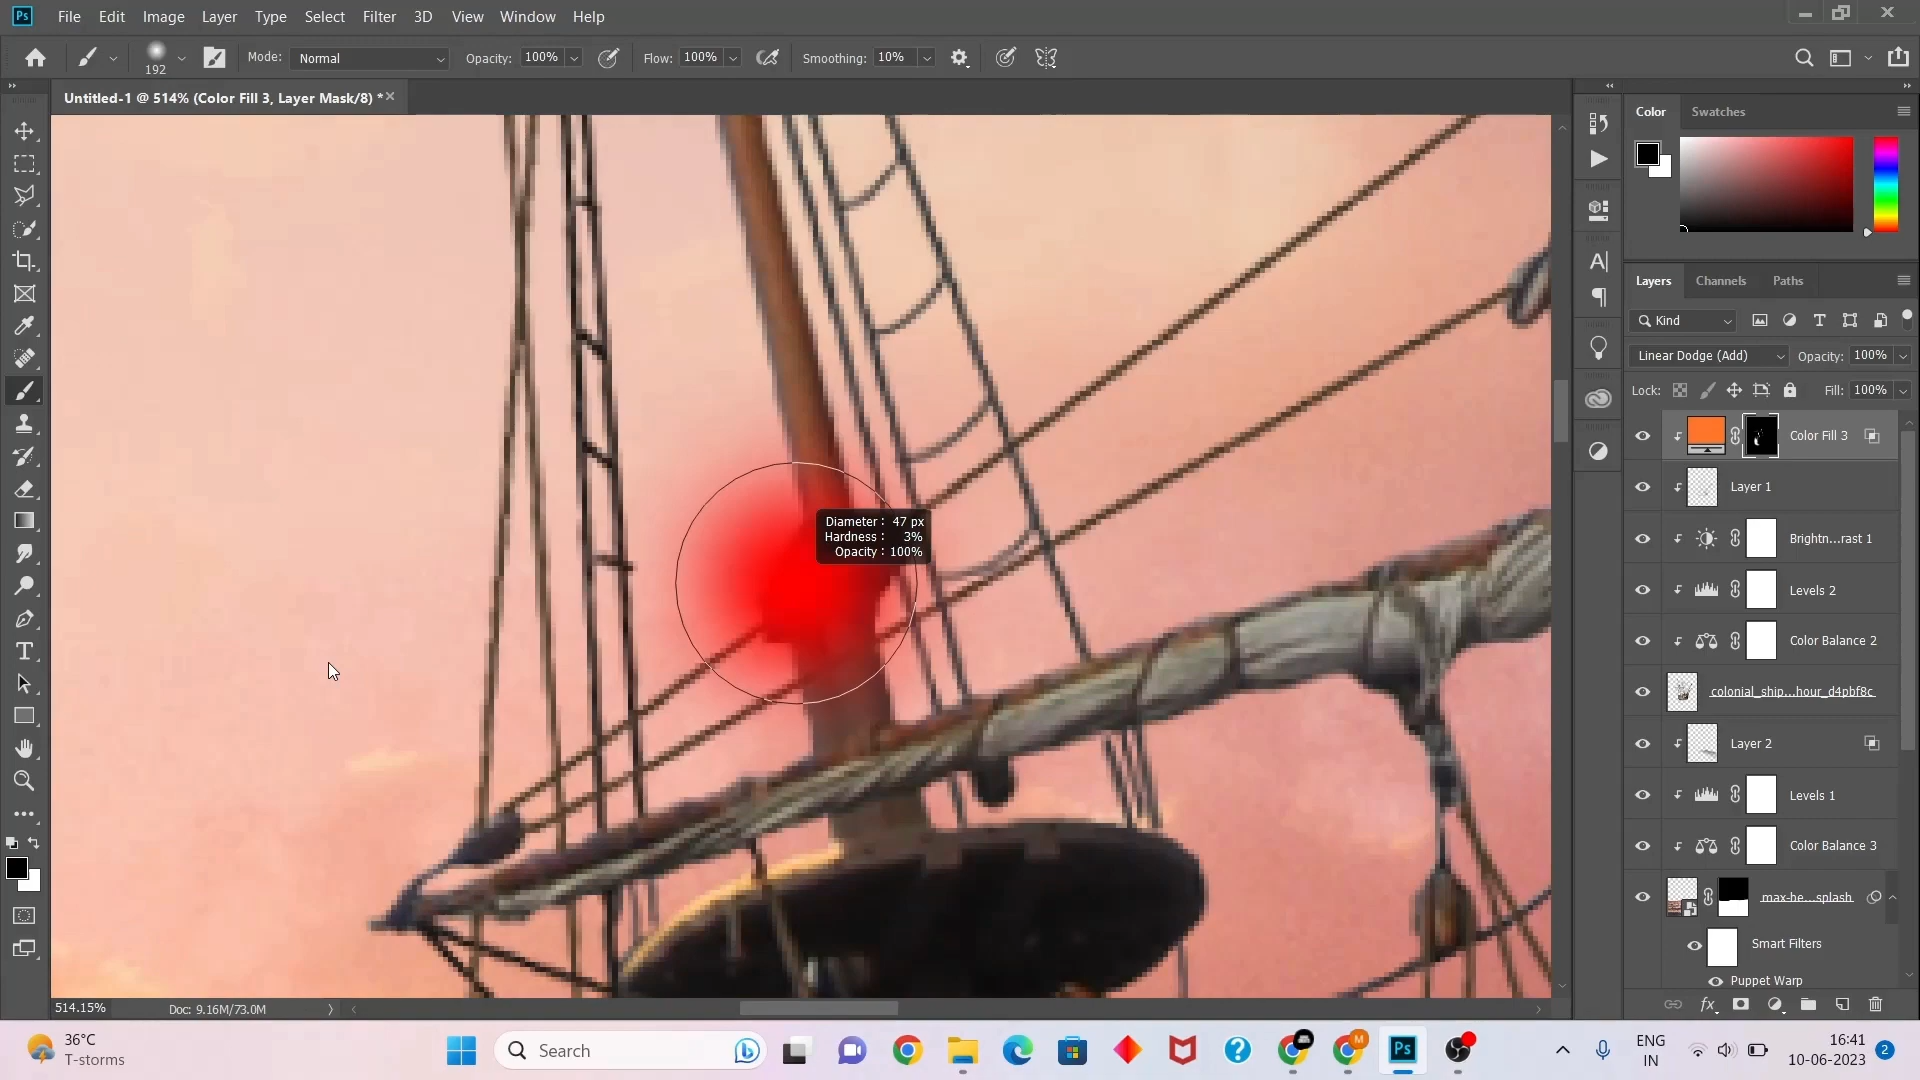 Ps File Edit Image Layer Type Select Filter 3D View Window Help
192 Mode: Normal Opacity: 100% Flow: 100% Smoothing: 10%
Untitled-1 @ 514% (Color Fill 3, Layer Mask/8) *
Color Swatches
Layers Channels Paths
Kind
Linear Dodge (Add) Opacity: 100%
Lock: Fill: 100%
Color Fill 3
Layer 1
Brightn...rast 1
Levels 2
Color Balance 2
colonial_ship...hour_d4pbf8c
Layer 2
Levels 1
Color Balance 3
max-be...splash
Smart Filters
Puppet Warp
Diameter: 47 px
Hardness: 3%
Opacity: 100%
514.15% Doc: 9.16M/73.0M
36°C
T-storms
Search
Ps
ENG
IN
16:41
10-06-2023
2